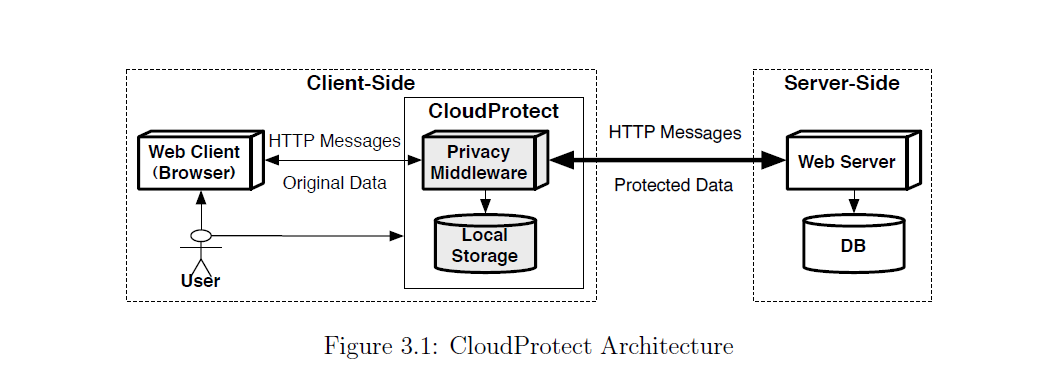 Client-Side
Server-Side
CloudProtect
Web Client
(Browser)
HTTP Messages
Original Data
Privacy
Middleware
HTTP Messages
Protected Data
Web Server
Local
Storage
DB
User
Figure 3.1: CloudProtect Architecture